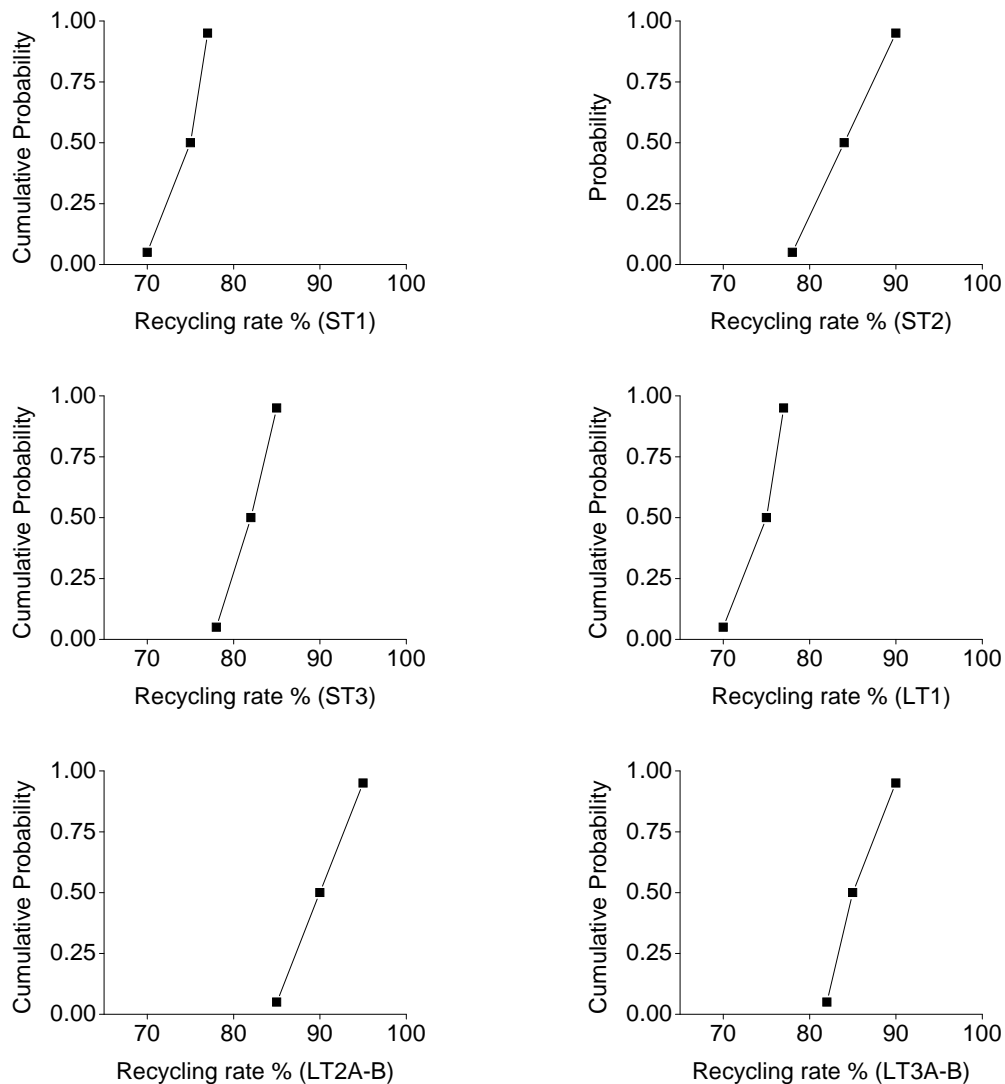 1.00
0.75
0.50
0.25
0.00
Cumulative Probability
70 80 90 100
Recycling rate % (ST1)
1.00
0.75
0.50
0.25
0.00
Probability
70 80 90 100
Recycling rate % (ST2)
1.00
0.75
0.50
0.25
0.00
Cumulative Probability
70 80 90 100
Recycling rate % (ST3)
1.00
0.75
0.50
0.25
0.00
Cumulative Probability
70 80 90 100
Recycling rate % (LT1)
1.00
0.75
0.50
0.25
0.00
Cumulative Probability
70 80 90 100
Recycling rate % (LT2A-B)
1.00
0.75
0.50
0.25
0.00
Cumulative Probability
70 80 90 100
Recycling rate % (LT3A-B)